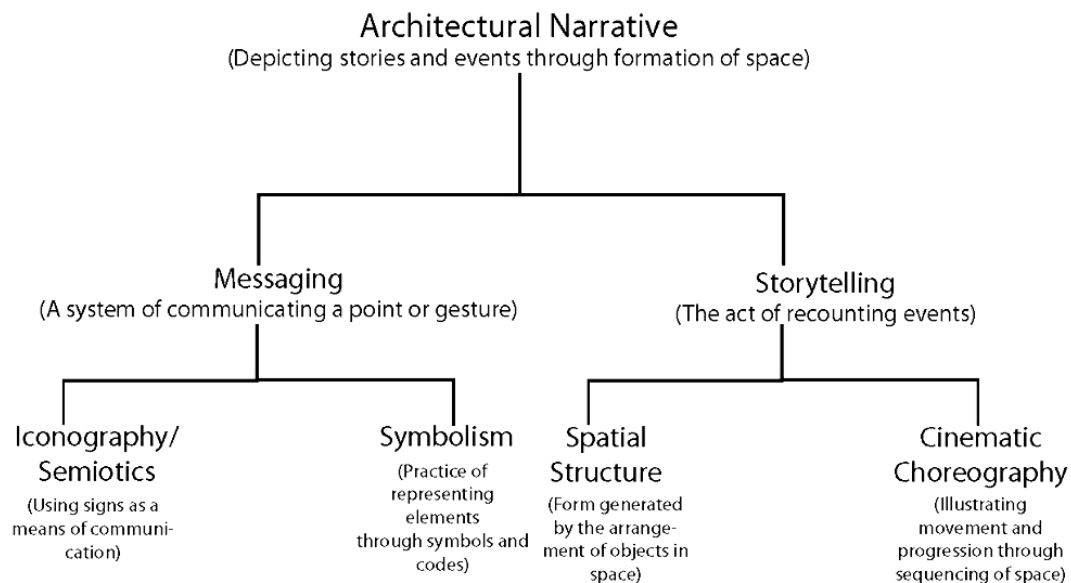 Architectural Narrative
(Depicting stories and events through formation of space)
Messaging
(A system of communicating a point or gesture)
Storytelling
(The act of recounting events)
Iconography/
Semiotics
(Using signs as a
means of communi-
cation)
Symbolism
(Practice of
representing
elements
through symbols and
codes)
Spatial
Structure
(Form generated
by the arrange-
ment of objects in
space)
Cinematic
Choreography
(Illustrating
movement and
progression through
sequencing of space)